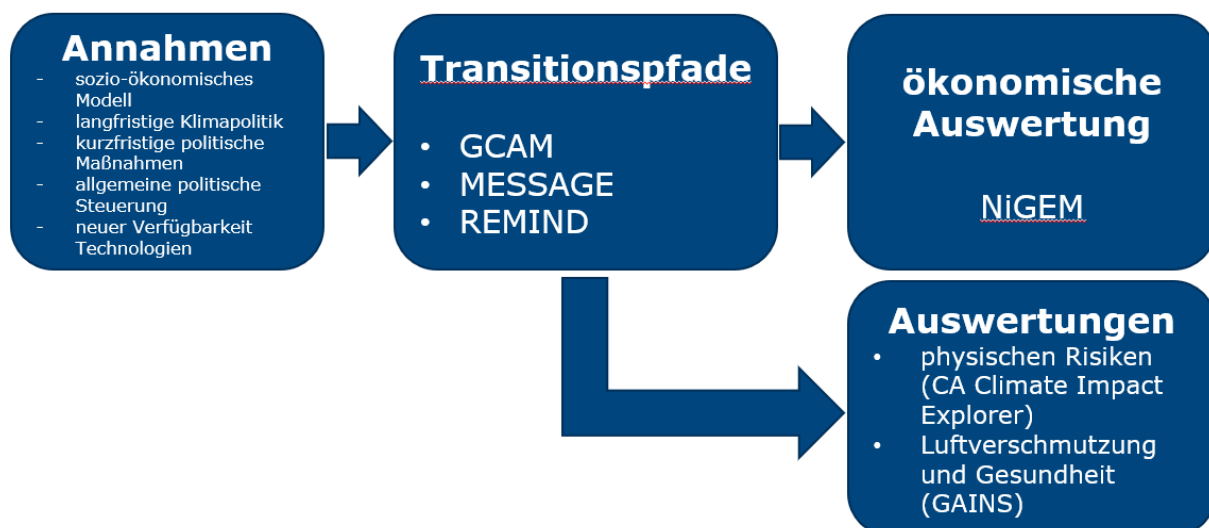 Annahmen
- sozio-ökonomisches
Modell
- langfristige Klimapolitik
- kurzfristige politische
Maßnahmen
- allgemeine politische
Steuerung
- neuer Verfügbarkeit
Technologien
Transitionspfade
• GCAM
• MESSAGE
• REMIND
ökonomische
Auswertung
NiGEM
Auswertungen
• physischen Risiken
(CA Climate Impact
Explorer)
• Luftverschmutzung
und Gesundheit
(GAINS)